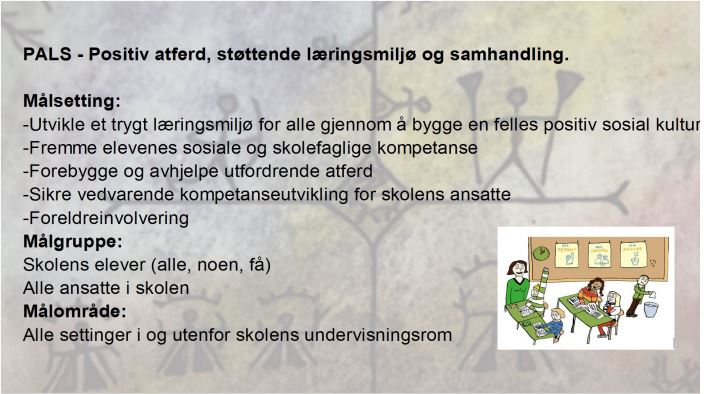 PALS - Positiv atferd, støttende læringsmiljø og samhandling.
Målsetting:
-Utvikle et trygt læringsmiljø for alle gjennom å bygge en felles positiv sosial kultur
-Fremme elevenes sosiale og skolefaglige kompetanse
-Forebygge og avhjelpe utfordrende atferd
-Sikre vedvarende kompetanseutvikling for skolens ansatte
-Foreldreinvolvering
Målgruppe:
Skolens elever (alle, noen, få)
Alle ansatte i skolen
Målområde:
Alle settinger i og utenfor skolens undervisningsrom